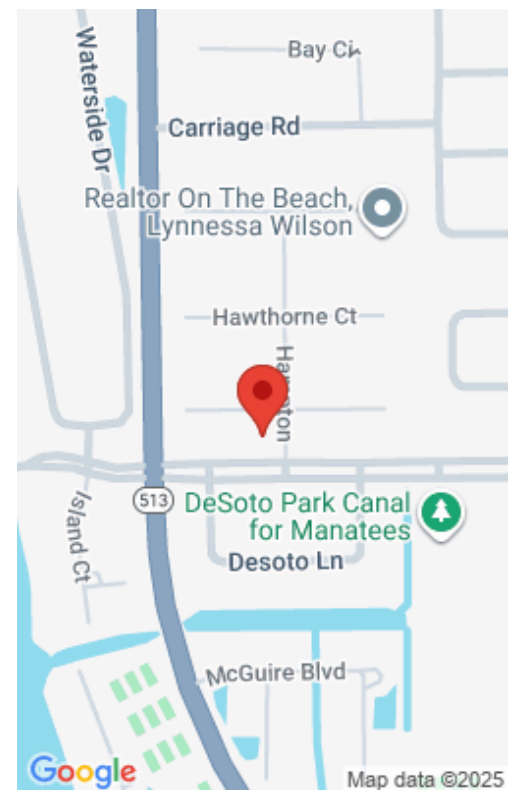 Bay Cir
Waterside Dr
Carriage Rd
Realtor On The Beach,
Lynnessa Wilson
Hawthorne Ct
513
DeSoto Park Canal
for Manatees
Island Ct
Desoto Ln
McGuire Blvd
Google
Map data ©2025